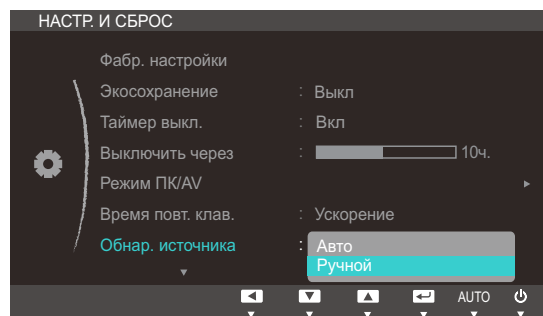 НАСТР. И СБРОС
Фабр. настройки
Экосохранение : Выкл
Таймер выкл. : Вкл
Выключить через : 10ч.
Режим ПК/AV
Время повт. клав. : Ускорение
Обнар. источника : Авто
Ручной
AUTO